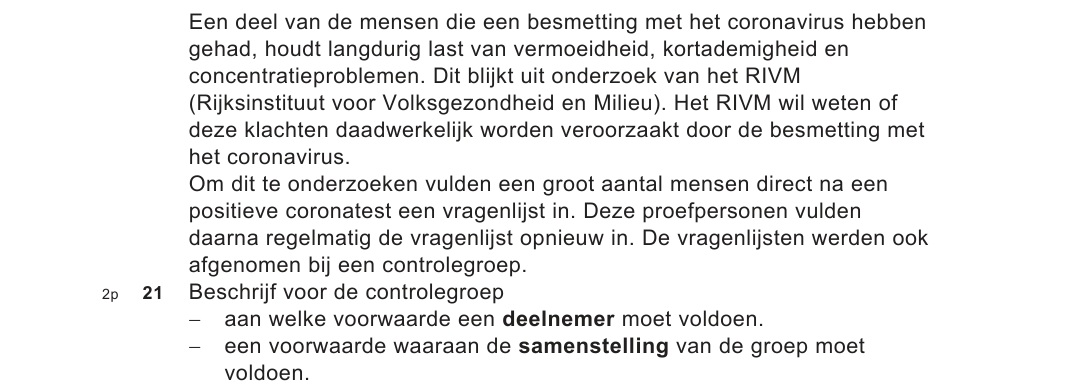 Een deel van de mensen die een besmetting met het coronavirus hebben
gehad, houdt langdurig last van vermoeidheid, kortademigheid en
concentratieproblemen. Dit blijkt uit onderzoek van het RIVM
(Rijksinstituut voor Volksgezondheid en Milieu). Het RIVM wil weten of
deze klachten daadwerkelijk worden veroorzaakt door de besmetting met
het coronavirus.
Om dit te onderzoeken vulden een groot aantal mensen direct na een
positieve coronatest een vragenlijst in. Deze proefpersonen vulden
daarna regelmatig de vragenlijst opnieuw in. De vragenlijsten werden ook
afgenomen bij een controlegroep.
2p 21 Beschrijf voor de controlegroep
– aan welke voorwaarde een deelnemer moet voldoen.
– een voorwaarde waaraan de samenstelling van de groep moet
voldoen.